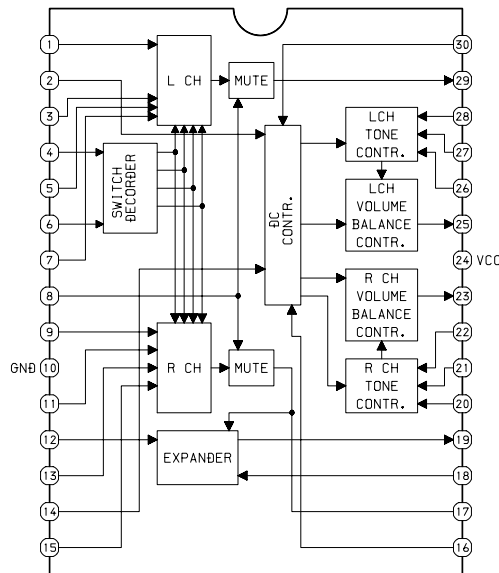 1
30
L CH
MUTE
2
29
3
28
LCH
TONE
CONTR.
5
4
27
SWITCH
DECORDER
DC
CONTR.
26
6
LCH
VOLUME
BALANCE
CONTR.
25
7
24 VCC
8
R CH
VOLUME
BALANCE
CONTR.
23
9
22
GND 10
R CH
MUTE
R CH
TONE
CONTR.
21
11
20
12
EXPANDER
19
13
18
14
17
15
16